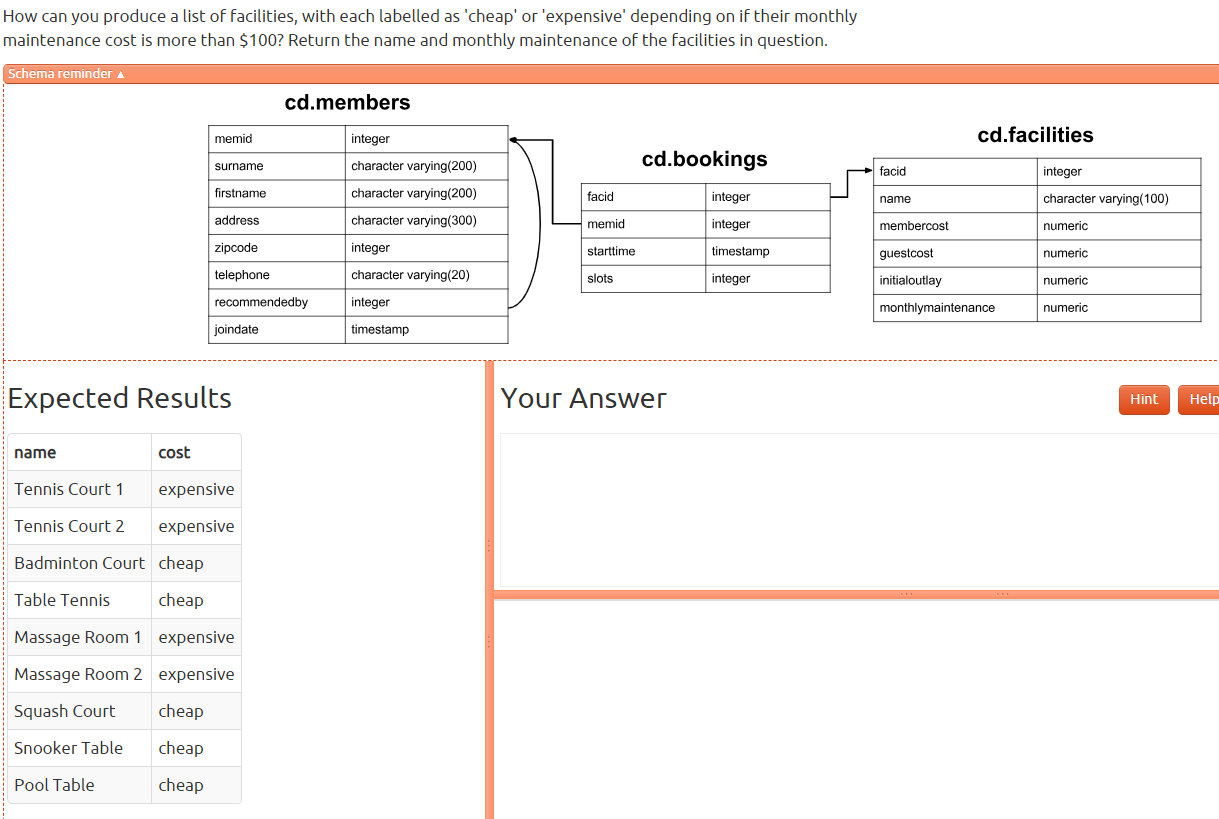 How can you produce a list of facilities, with each labelled as 'cheap' or 'expensive' depending on if their monthly
maintenance cost is more than $100? Return the name and monthly maintenance of the facilities in question.
Schema reminder ▲
cd.members
memid integer
surname character varying(200)
firstname character varying(200)
address character varying(300)
zipcode integer
telephone character varying(20)
recommendedby integer
joindate timestamp
cd.bookings
facid integer
memid integer
starttime timestamp
slots integer
cd.facilities
facid integer
name character varying(100)
membercost numeric
guestcost numeric
initialoutlay numeric
monthlymaintenance numeric
Expected Results
name cost
Tennis Court 1 expensive
Tennis Court 2 expensive
Badminton Court cheap
Table Tennis cheap
Massage Room 1 expensive
Massage Room 2 expensive
Squash Court cheap
Snooker Table cheap
Pool Table cheap
Your Answer
Hint Help